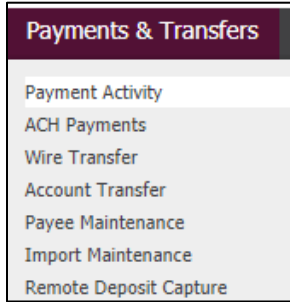 Payments & Transfers
Payment Activity
ACH Payments
Wire Transfer
Account Transfer
Payee Maintenance
Import Maintenance
Remote Deposit Capture